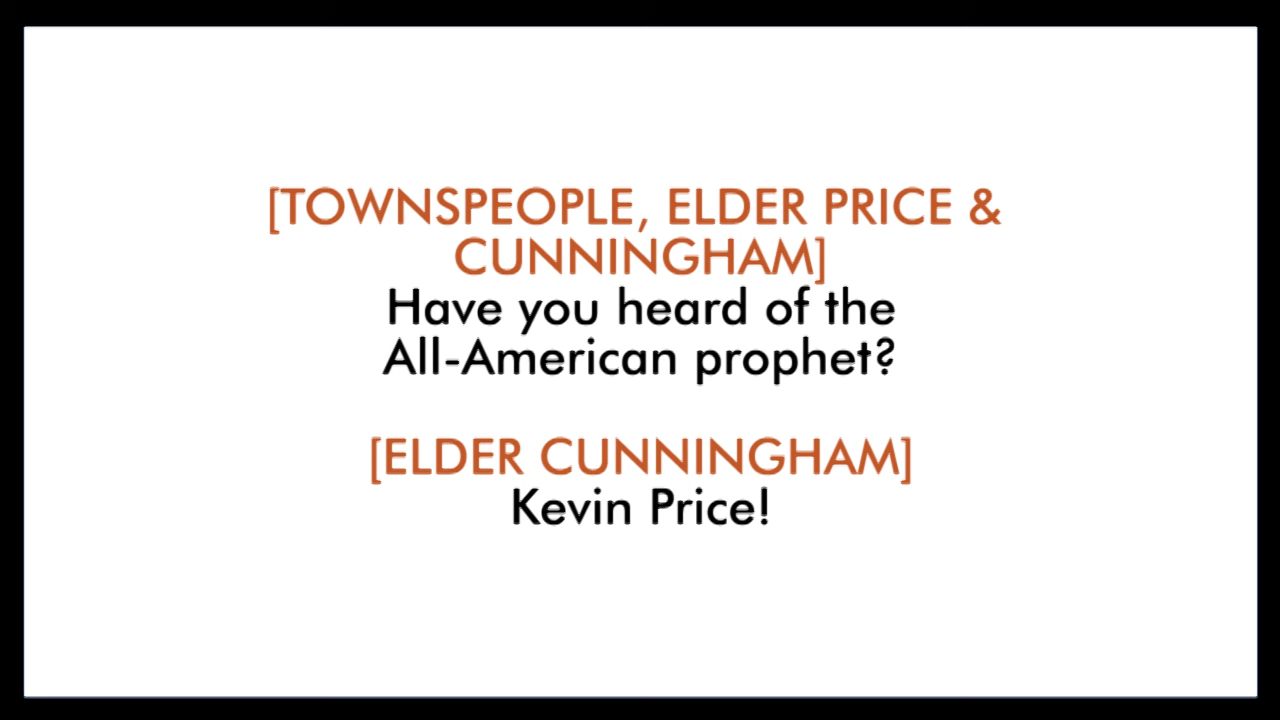 [TOWNSPEOPLE, ELDER PRICE &
CUNNINGHAM]
Have you heard of the
All-American prophet?
[ELDER CUNNINGHAM]
Kevin Price!